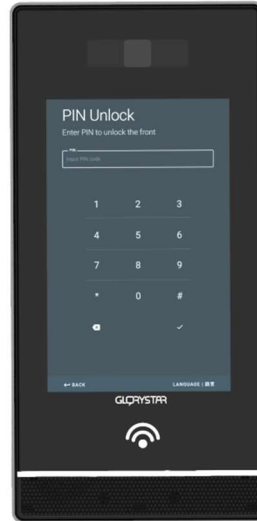 PIN Unlock
Enter PIN to unlock the front
PIN
Input PIN code
1 2 3
4 5 6
7 8 9
* 0 #
BACK LANGUAGE |
GLORYSTAR